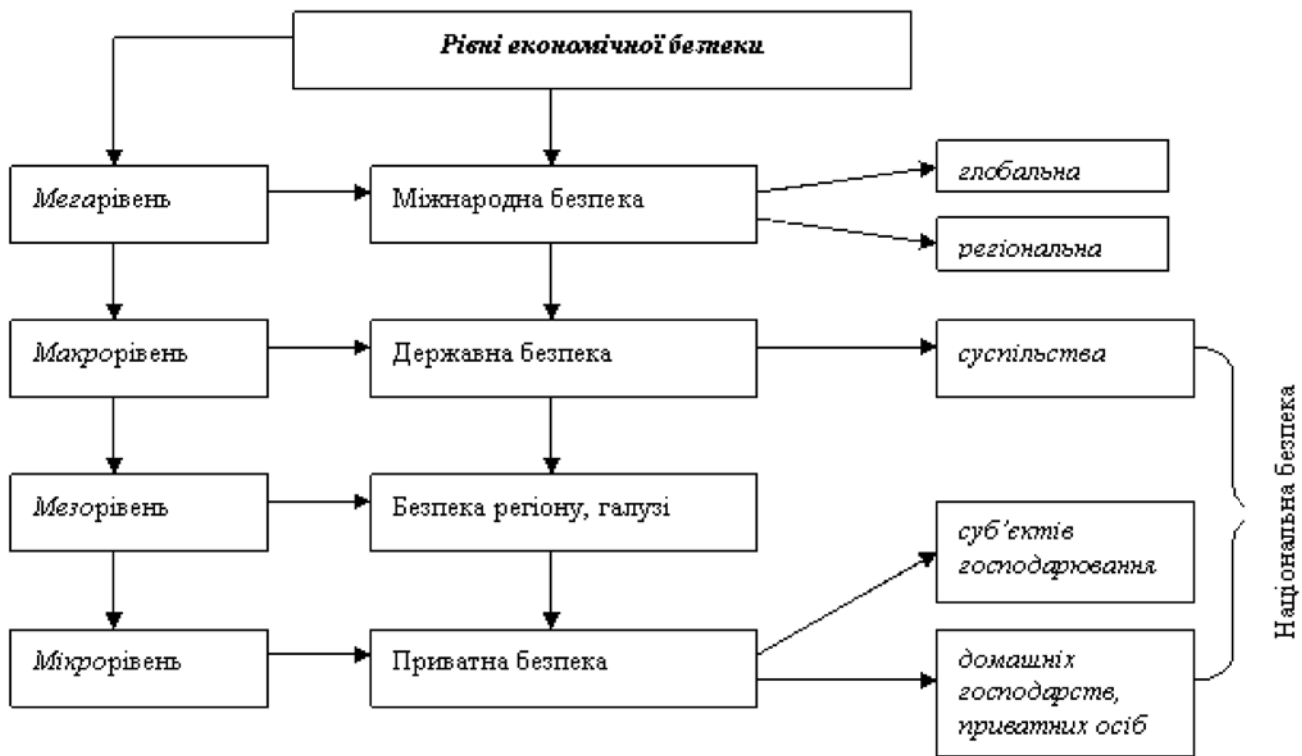 Рівні економічної безпеки
глобальна
Мегарівень
Міжнародна безпека
регіональна
Макрорівень
Державна безпека
суспільства
Національна безпека
Мезорівень
Безпека регіону, галузі
суб’єктів
господарювання
Мікрорівень
Приватна безпека
домашніх
господарств,
приватних осіб